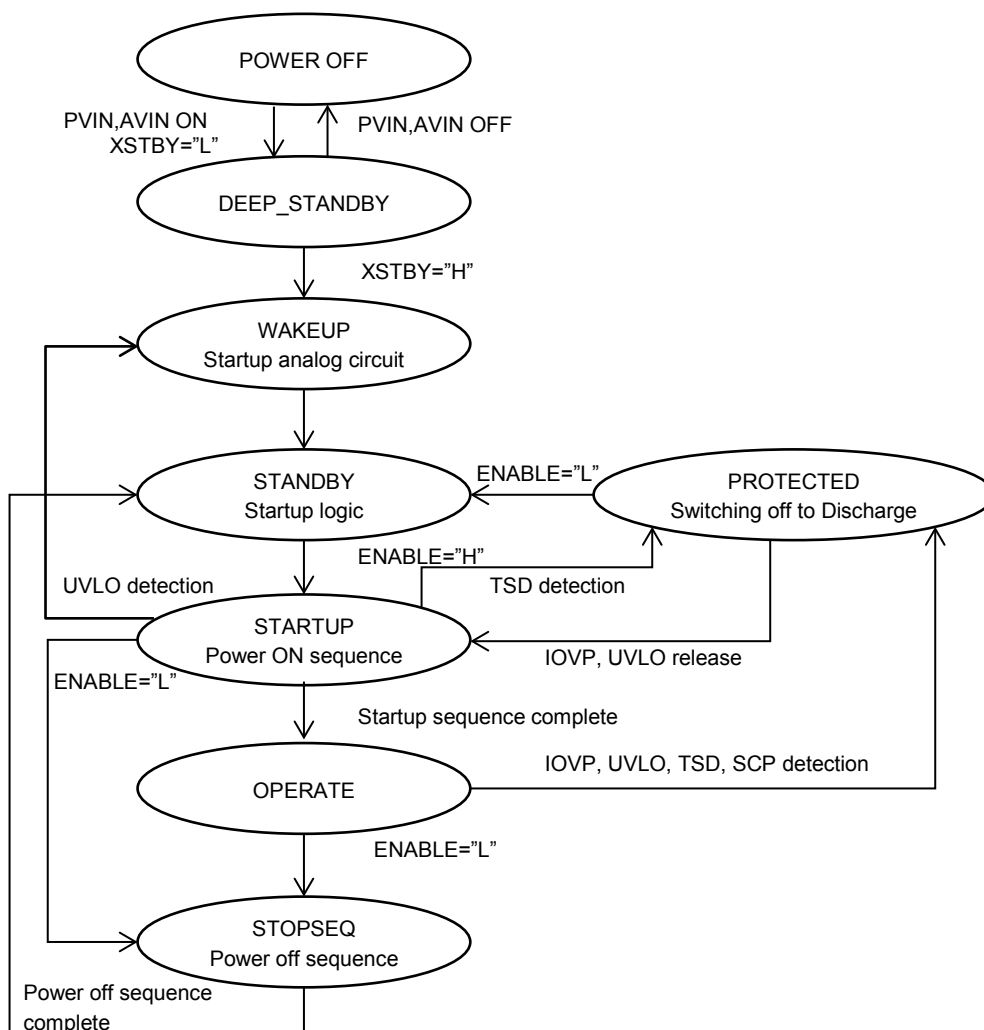 POWER OFF
PVIN,AVIN ON
XSTBY=”L”
PVIN,AVIN OFF
DEEP_STANDBY
XSTBY=”H”
WAKEUP
Startup analog circuit
STANDBY
Startup logic
ENABLE=”L”
PROTECTED
Switching off to Discharge
ENABLE=”H”
TSD detection
UVLO detection
STARTUP
Power ON sequence
IOVP, UVLO release
ENABLE=”L”
Startup sequence complete
IOVP, UVLO, TSD, SCP detection
OPERATE
ENABLE=”L”
STOPSEQ
Power off sequence
Power off sequence
complete